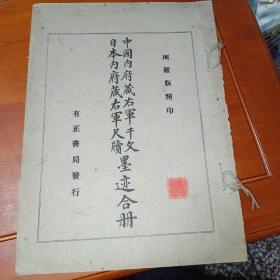 珂羅版精印
中國內府藏右軍千文
日本內府藏右軍尺牘
墨迹合册
有正書局發行